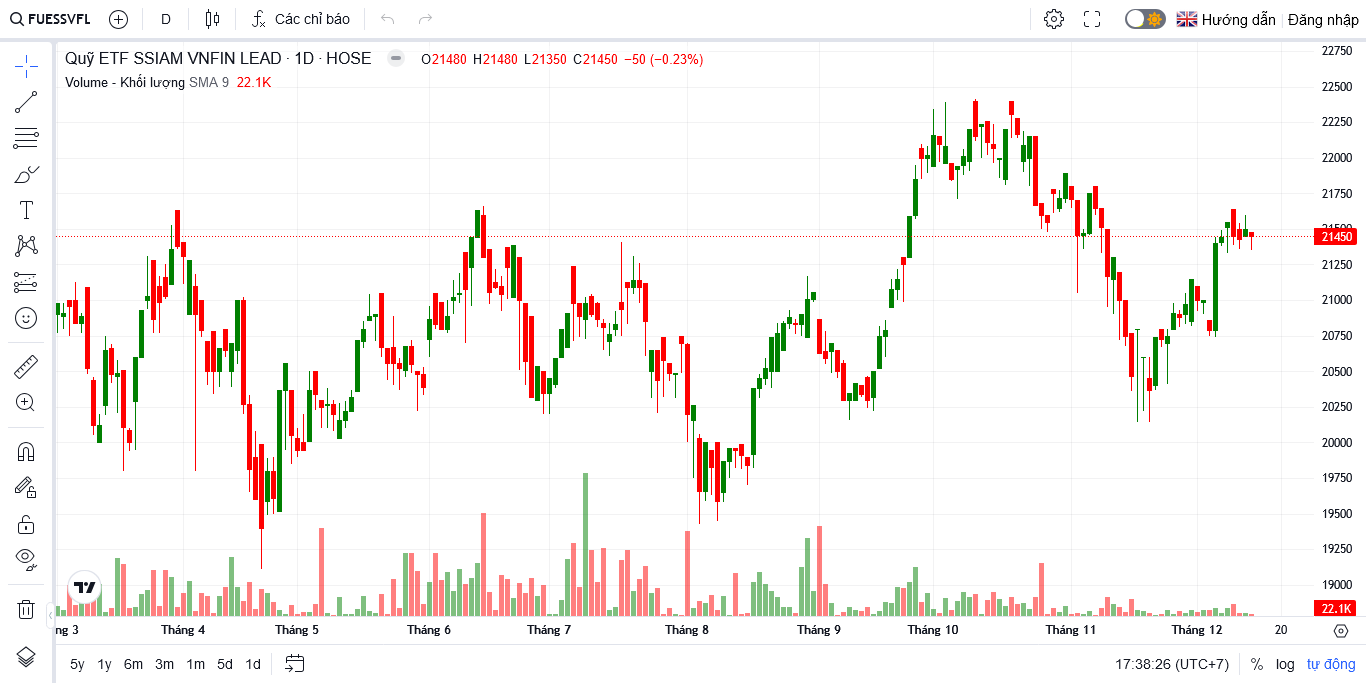 FUESSVFL D Các chỉ báo Hướng dẫn Đăng nhập
Quỹ ETF SSIAM VNFIN LEAD · 1D · HOSE O21480 H21480 L21350 C21450 −50 (−0.23%)
Volume - Khối lượng SMA 9 22.1K
22750
22500
22250
22000
21750
21450
21250
21000
20750
20500
20250
20000
19750
19500
19250
19000
22.1K
ng 3 Tháng 4 Tháng 5 Tháng 6 Tháng 7 Tháng 8 Tháng 9 Tháng 10 Tháng 11 Tháng 12 20
5y 1y 6m 3m 1m 5d 1d 17:38:26 (UTC+7) % log tự động